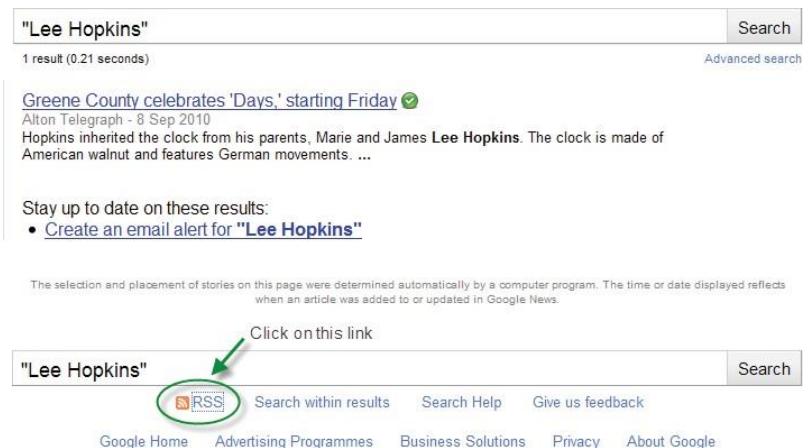 "Lee Hopkins" Search
1 result (0.21 seconds) Advanced search
Greene County celebrates 'Days,' starting Friday
Alton Telegraph - 8 Sep 2010
Hopkins inherited the clock from his parents, Marie and James Lee Hopkins. The clock is made of
American walnut and features German movements. ...
Stay up to date on these results:
• Create an email alert for "Lee Hopkins"
The selection and placement of stories on this page were determined automatically by a computer program. The time or date displayed reflects
when an article was added to or updated in Google News.
Click on this link
"Lee Hopkins" Search
RSS Search within results Search Help Give us feedback
Google Home Advertising Programmes Business Solutions Privacy About Google